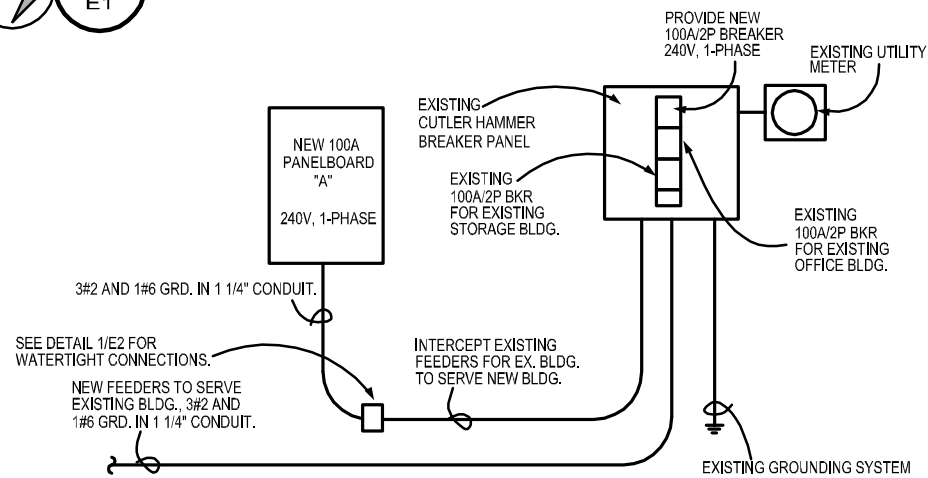 E1
PROVIDE NEW
100A/2P BREAKER
240V, 1-PHASE
EXISTING UTILITY
METER
EXISTING
CUTLER HAMMER
BREAKER PANEL
NEW 100A
PANELBOARD
"A"
240V, 1-PHASE
EXISTING
100A/2P BKR
FOR EXISTING
STORAGE BLDG.
EXISTING
100A/2P BKR
FOR EXISTING
OFFICE BLDG.
3#2 AND 1#6 GRD. IN 1 1/4" CONDUIT.
SEE DETAIL 1/E2 FOR
WATERTIGHT CONNECTIONS.
INTERCEPT EXISTING
FEEDERS FOR EX. BLDG.
TO SERVE NEW BLDG.
NEW FEEDERS TO SERVE
EXISTING BLDG., 3#2 AND
1#6 GRD. IN 1 1/4" CONDUIT.
EXISTING GROUNDING SYSTEM